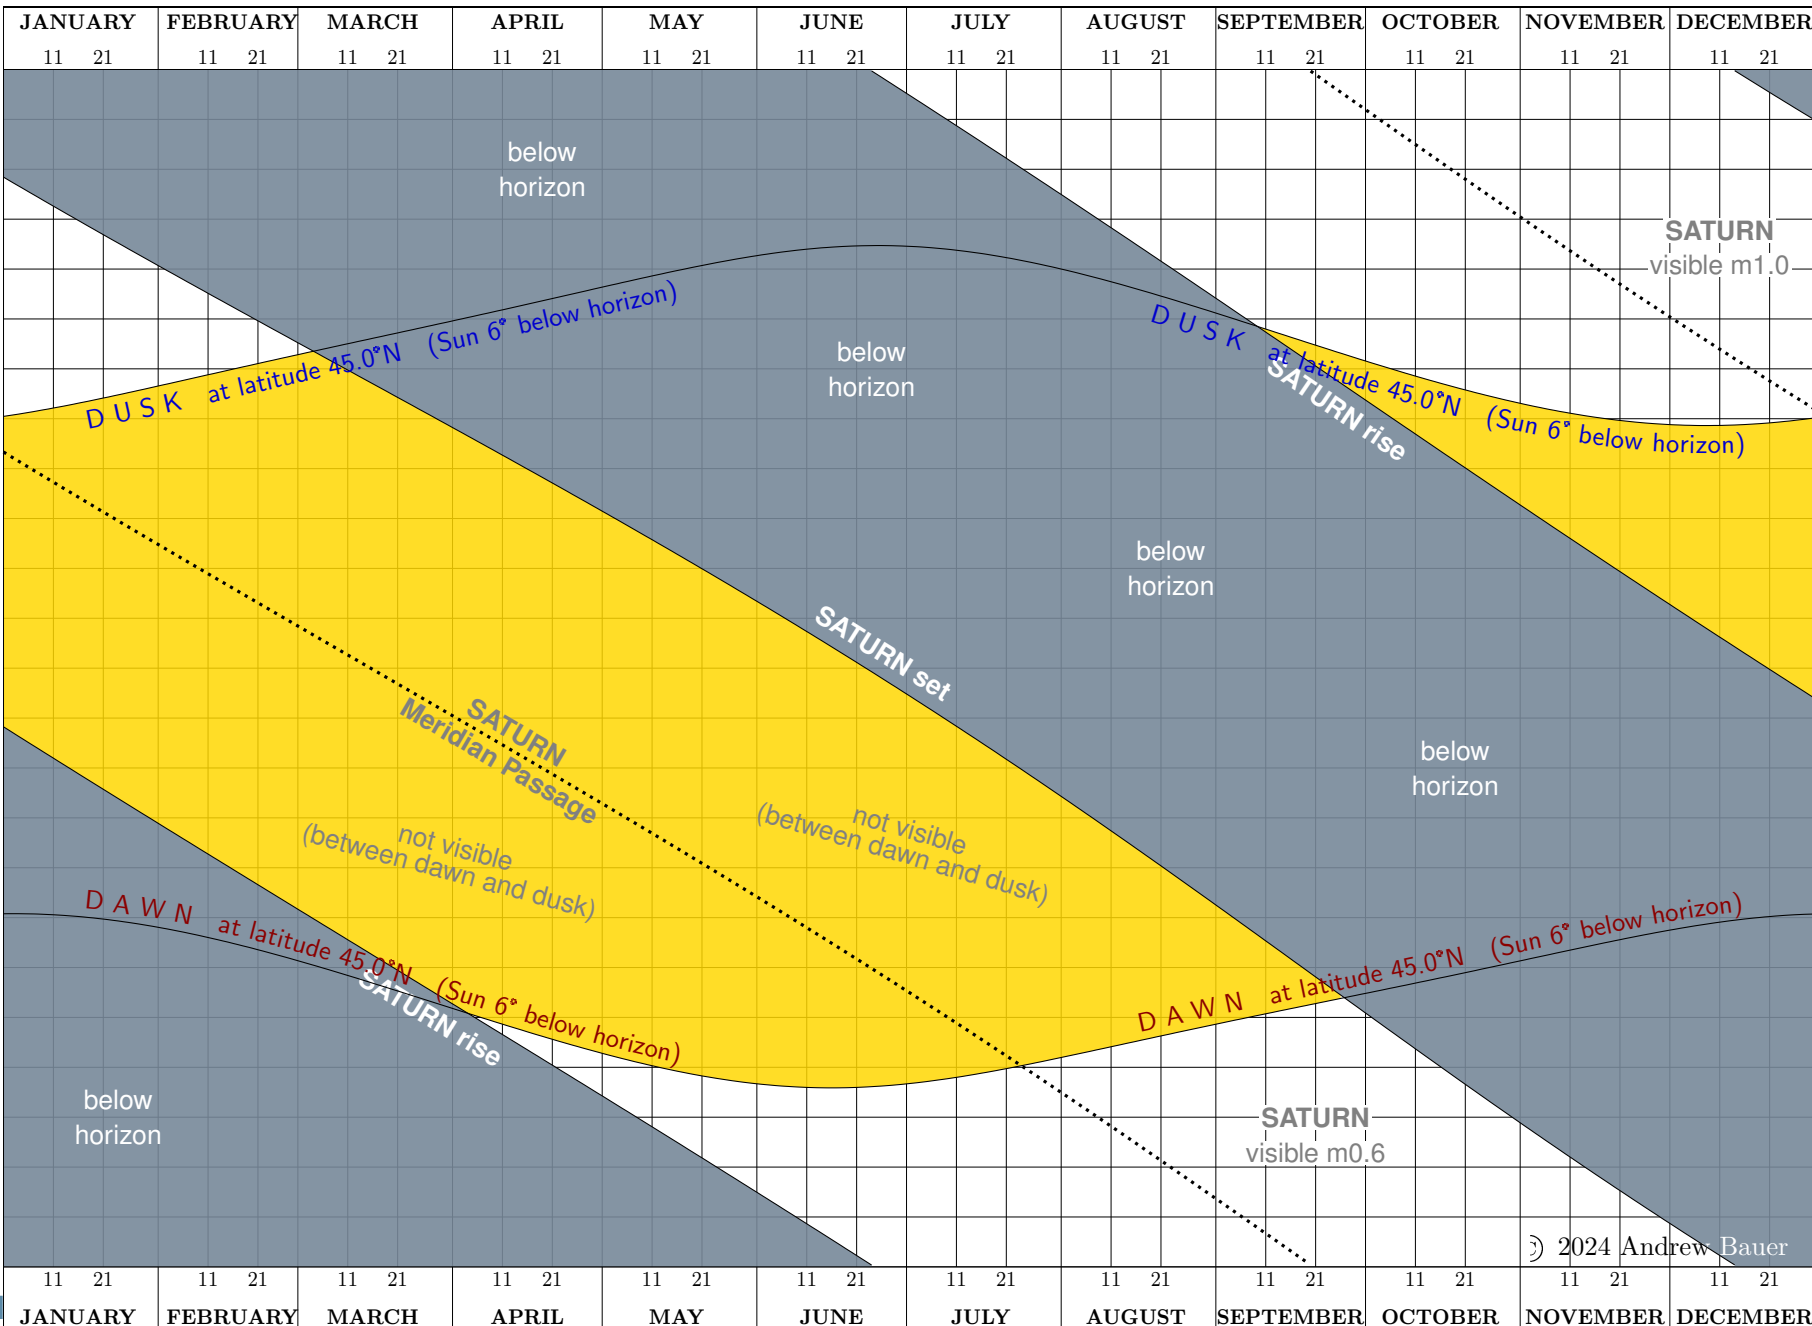 JANUARY FEBRUARY MARCH APRIL MAY JUNE JULY AUGUST SEPTEMBER OCTOBER NOVEMBER DECEMBER
11 21 11 21 11 21 11 21 11 21 11 21 11 21 11 21 11 21 11 21 11 21 11 21
below
horizon
SATURN
visible m1.0
DUSK at latitude 45.0°N (Sun 6° below horizon)
below
horizon
DUSK at latitude 45.0°N (Sun 6° below horizon)
SATURN rise
below
horizon
SATURN set
SATURN
Meridian Passage
below
horizon
not visible
(between dawn and dusk)
not visible
(between dawn and dusk)
DAWN at latitude 45.0°N (Sun 6° below horizon)
SATURN rise
DAWN at latitude 45.0°N (Sun 6° below horizon)
below
horizon
SATURN
visible m0.6
© 2024 Andrew Bauer
11 21 11 21 11 21 11 21 11 21 11 21 11 21 11 21 11 21 11 21 11 21 11 21
JANUARY FEBRUARY MARCH APRIL MAY JUNE JULY AUGUST SEPTEMBER OCTOBER NOVEMBER DECEMBER